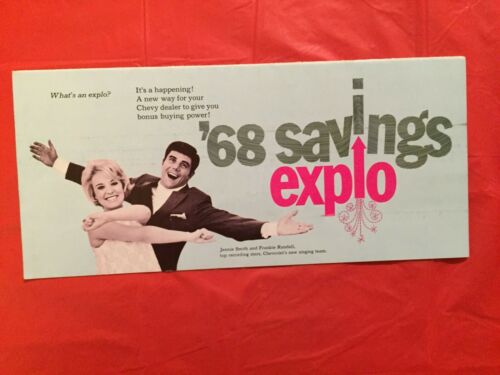 What's an explo?
It's a happening!
A new way for your
Chevy dealer to give you
bonus buying power!
'68 savings
explo
Jennie Smith and Frankie Randall,
top recording stars, Chevrolet's new singing team.